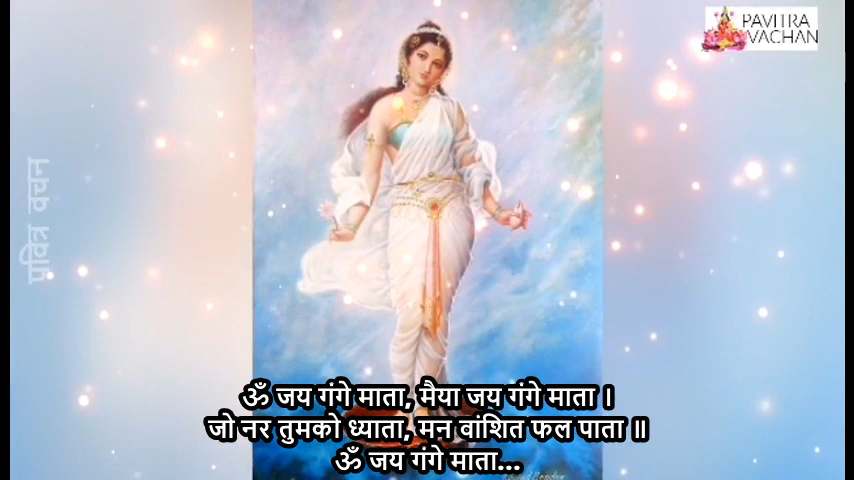 PAVITRA
VACHAN
पवित्र वचन
ॐ जय गंगे माता, मैया जय गंगे माता ।
जो नर तुमको ध्याता, मन वांशित फल पाता ॥
ॐ जय गंगे माता...